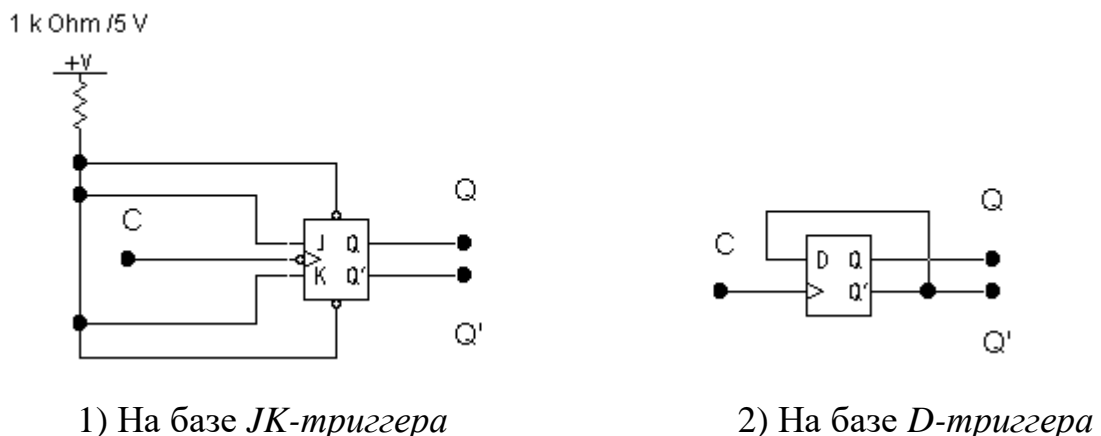 1 k Ohm /5 V
+V
C
J Q
K Q'
Q
Q'
C
D Q
Q'
Q
Q'
1) На базе JK-триггера
2) На базе D-триггера